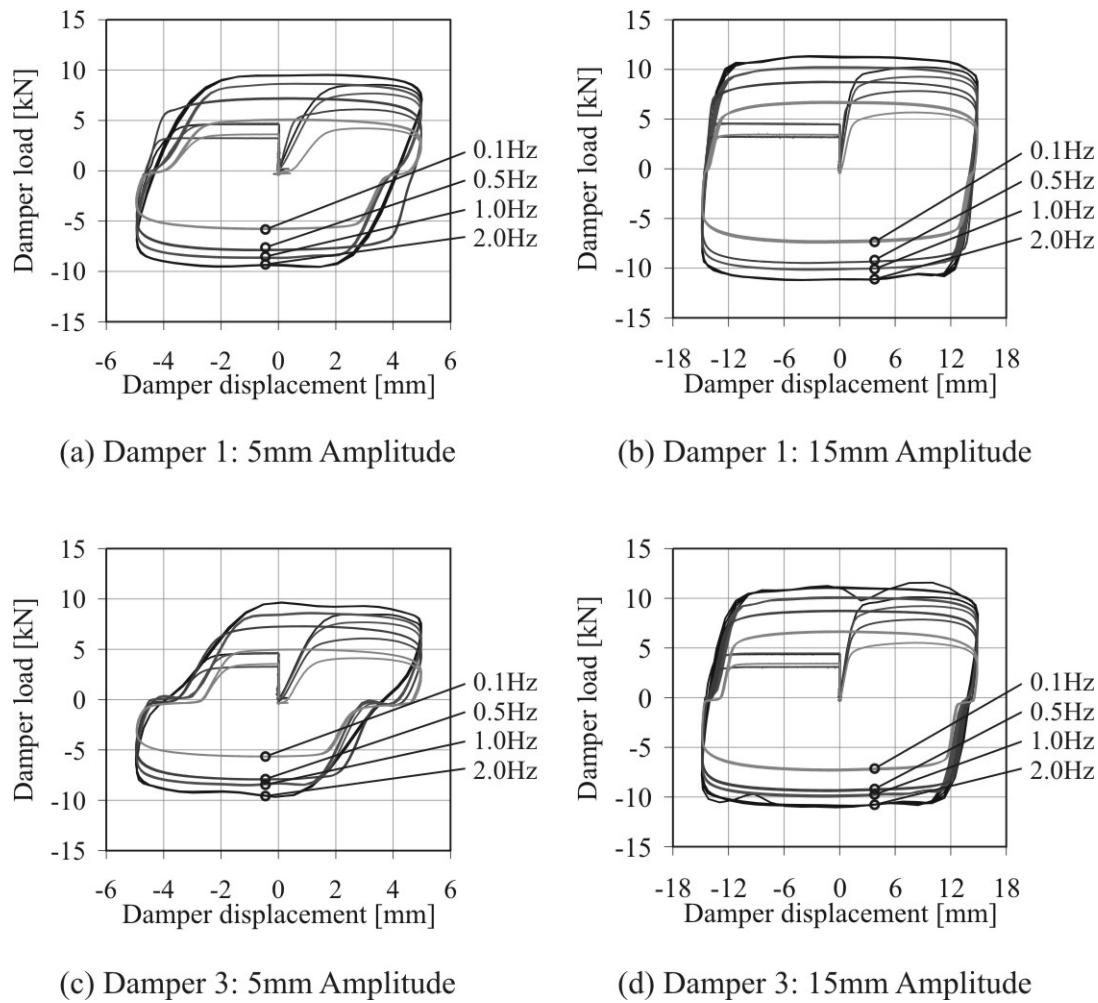 15
10
5
0
-5
-10
-15
Damper load [kN]
-6 -4 -2 0 2 4 6
Damper displacement [mm]
0.1Hz
0.5Hz
1.0Hz
2.0Hz
(a) Damper 1: 5mm Amplitude
15
10
5
0
-5
-10
-15
Damper load [kN]
-18 -12 -6 0 6 12 18
Damper displacement [mm]
0.1Hz
0.5Hz
1.0Hz
2.0Hz
(b) Damper 1: 15mm Amplitude
15
10
5
0
-5
-10
-15
Damper load [kN]
-6 -4 -2 0 2 4 6
Damper displacement [mm]
0.1Hz
0.5Hz
1.0Hz
2.0Hz
(c) Damper 3: 5mm Amplitude
15
10
5
0
-5
-10
-15
Damper load [kN]
-18 -12 -6 0 6 12 18
Damper displacement [mm]
0.1Hz
0.5Hz
1.0Hz
2.0Hz
(d) Damper 3: 15mm Amplitude